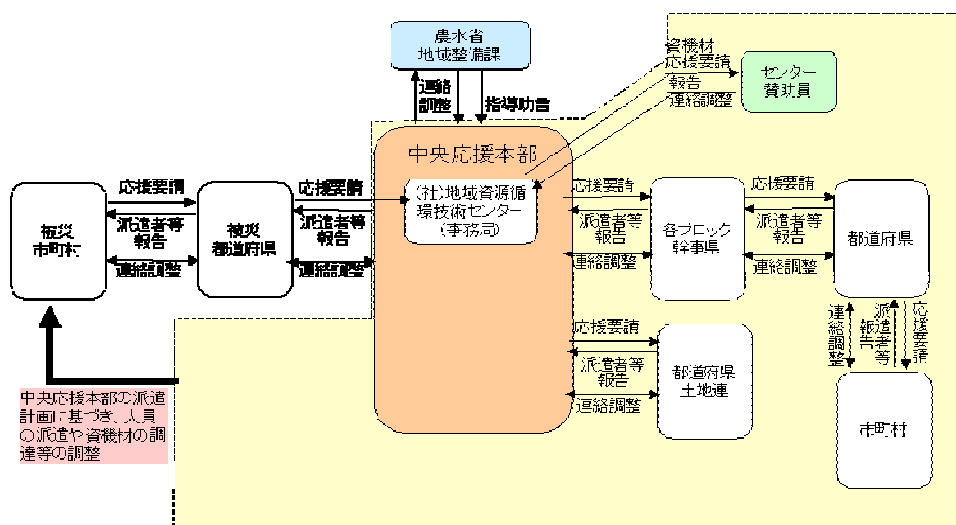 農水省
地域整備課
連絡
調整
指導助言
資機材
応援要請
報告
連絡調整
センター
賛助員
中央応援本部
(社)地域資源循
環技術センター
(事務局)
被災
市町村
応援要請
派遣者等
報告
連絡調整
被災
都道府県
応援要請
派遣者等
報告
連絡調整
応援要請
派遣者等
報告
連絡調整
各ブロック
幹事県
応援要請
派遣者等
報告
連絡調整
都道府県
応援要請
派遣者等
報告
連絡調整
都道府県
土地連
連絡調整
派遣者等
報告
応援要請
市町村
中央応援本部の派遣
計画に基づき、人員
の派遣や資機材の調
達等の調整